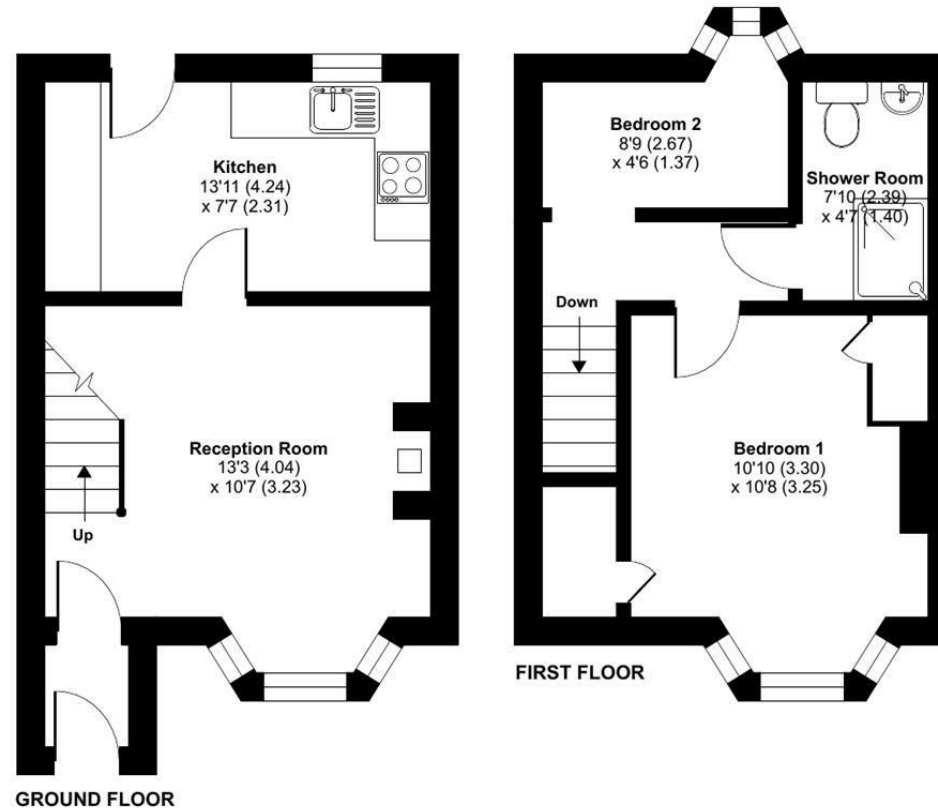 Kitchen
13'11 (4.24)
x 7'7 (2.31)
Reception Room
13'3 (4.04)
x 10'7 (3.23)
Up
GROUND FLOOR
Bedroom 2
8'9 (2.67)
x 4'6 (1.37)
Shower Room
7'10 (2.39)
x 4'7 (1.40)
Down
Bedroom 1
10'10 (3.30)
x 10'8 (3.25)
FIRST FLOOR